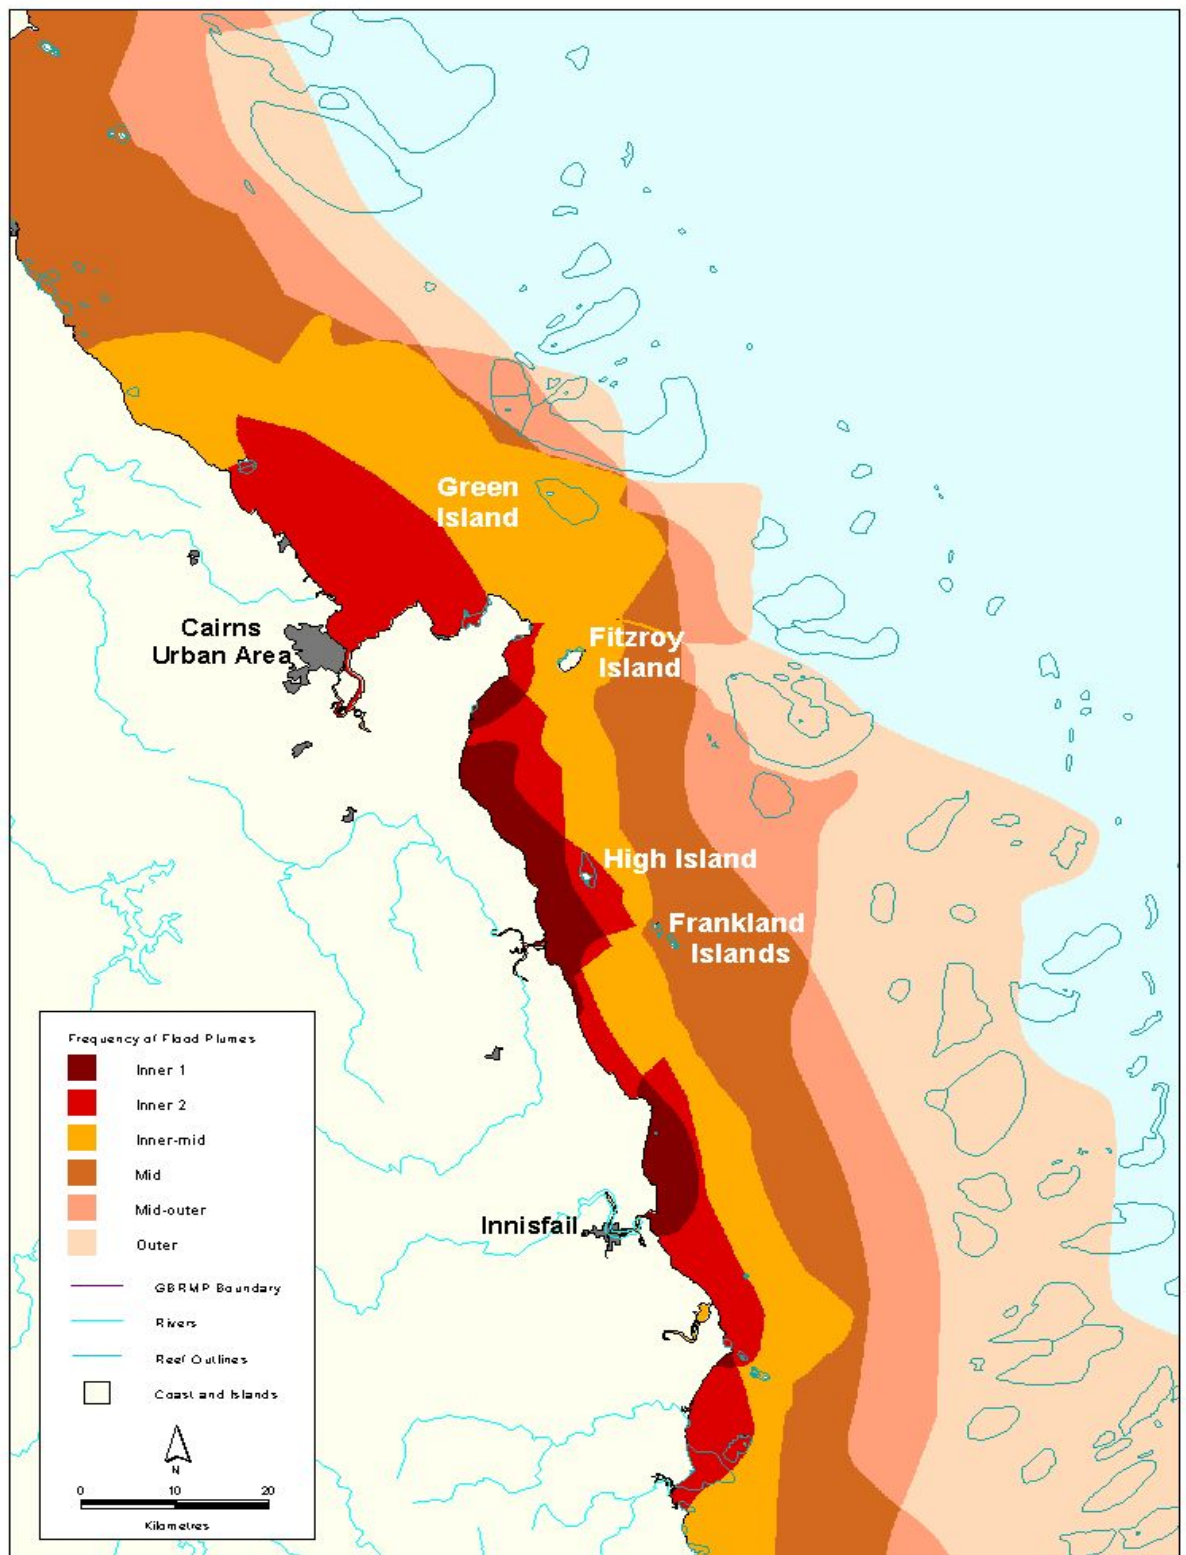 Green
Island
Cairns
Urban Area
Fitzroy
Island
High Island
Frankland
Islands
Innisfail
Frequency of Flood Plumes
Inner 1
Inner 2
Inner-mid
Mid
Mid-outer
Outer
GBRMP Boundary
Rivers
Reef Outlines
Coast and Islands
N
0 10 20
Kilometres